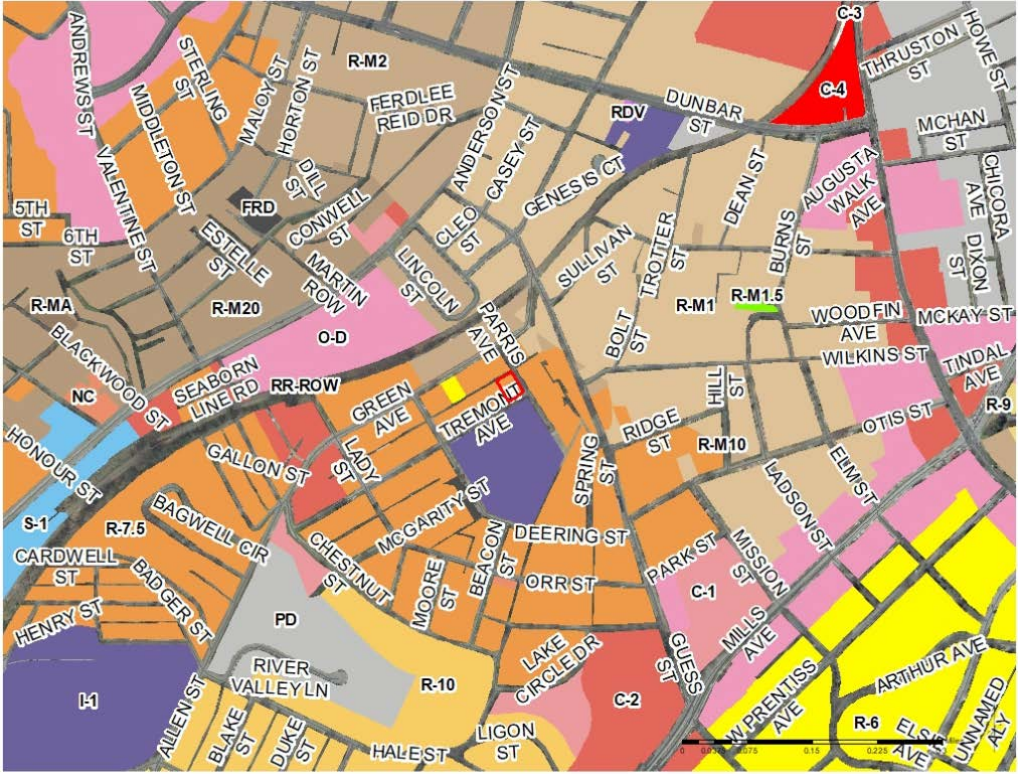 C-3
HOWE ST
ANDREWS ST
STERLING
ST
THRUSTON
ST
R-M2
MALOY ST
HORTON ST
C-4
MIDDLETON ST
FERDLEE
REID DR
ANDERSON ST
DUNBAR
ST
RDV
MCHAN
ST
CASEY ST
GENESIS CT
VALENTINE ST
DILL
ST
DEAN ST
AUGUSTA
WALK
AVE
CHICORA
AVE
5TH
ST
FRD
CONWELL
ST
CLEO
ST
6TH
ST
ESTELLE
ST
SULLIVAN
ST
TROTTER
ST
BURNS
ST
DIXON
ST
MARTIN
ROW
LINCOLN
ST
R-MA
R-M20
R-M1
R-M1.5
WOODFIN
AVE
MCKAY ST
O-D
PARRIS
AVE
BOLT
ST
BLACKWOOD ST
WILKINS ST
TINDAL
AVE
SEABORN
LINE RD
RR-ROW
NC
GREEN
AVE
TREMONT
AVE
HILL
ST
R-9
OTIS ST
HONOUR ST
RIDGE
ST
R-M10
GALLON ST
LADY
ST
SPRING
ST
LADSON ST
ELM ST
S-1
R-7.5
BAGWELL CIR
MCGARITY ST
DEERING ST
CARDWELL
ST
BADGER ST
CHESTNUT
ST
BEACON
ST
MOORE
ST
ORR ST
PARK ST
MISSION
ST
C-1
HENRY ST
PD
MILLS
AVE
LAKE
CIRCLE DR
GUESS
ST
ARTHUR AVE
RIVER
VALLEY LN
R-10
I-1
C-2
W PRENTISS
AVE
R-6
ALLEN ST
BLAKE
ST
DUKE
ST
HALE ST
LIGON
ST
UNNAMED
ALY
0 0.0375 0.075 0.15 0.225